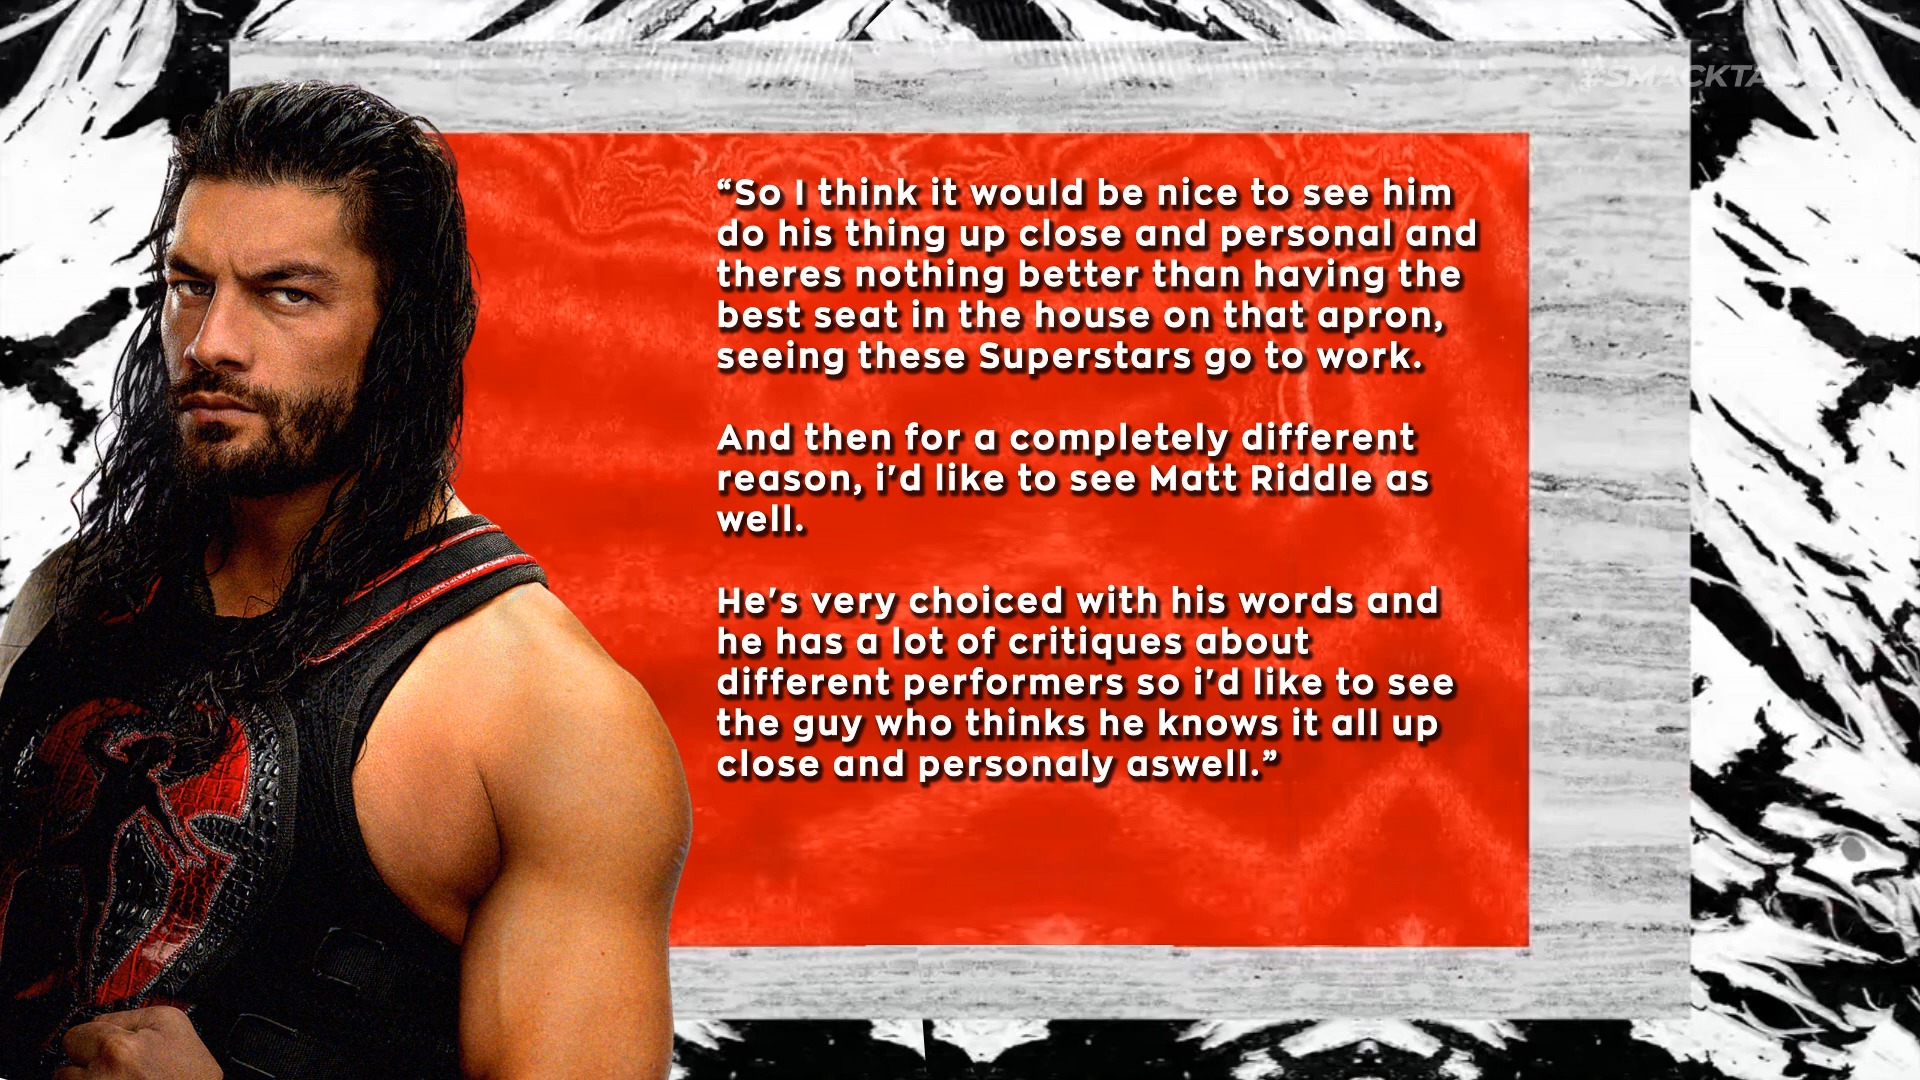 #SMACKTA
“So I think it would be nice to see him
do his thing up close and personal and
theres nothing better than having the
best seat in the house on that apron,
seeing these Superstars go to work.
And then for a completely different
reason, i'd like to see Matt Riddle as
well.
He's very choiced with his words and
he has a lot of critiques about
different performers so i'd like to see
the guy who thinks he knows it all up
close and personaly aswell.”